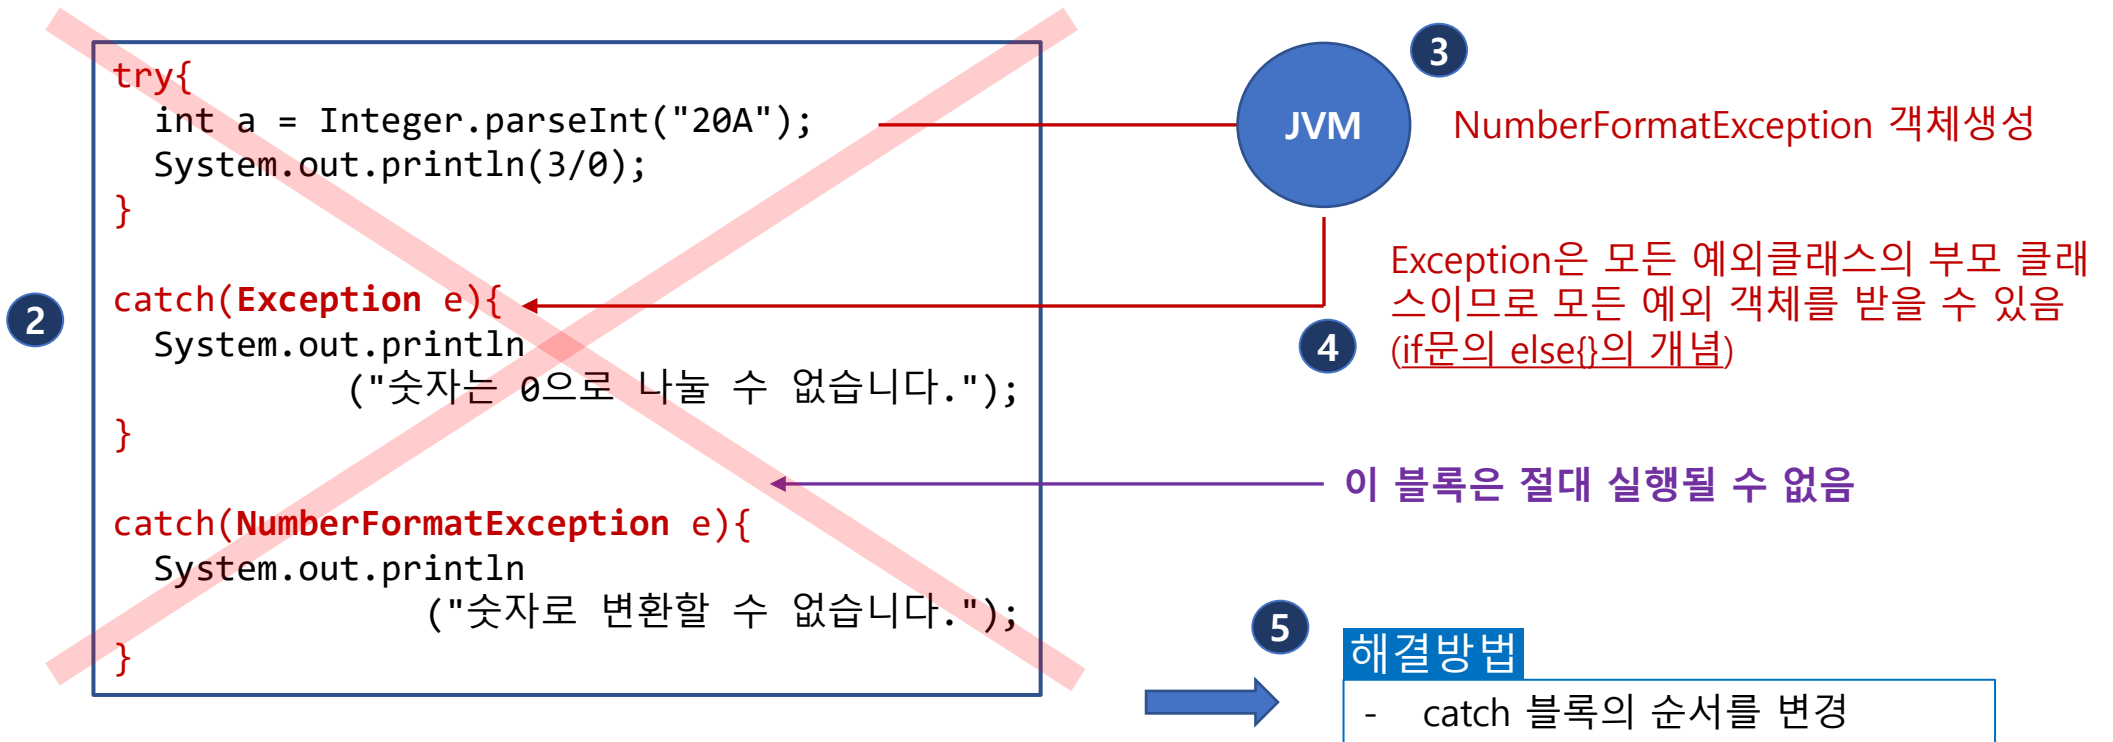 try{
int a = Integer.parseInt("20A");
System.out.println(3/0);
}
catch(Exception e){
System.out.println
("숫자는 0으로 나눌 수 없습니다.");
}
catch(NumberFormatException e){
System.out.println
("숫자로 변환할 수 없습니다.");
}
2
3
JVM
NumberFormatException 객체생성
Exception은 모든 예외클래스의 부모 클래
스이므로 모든 예외 객체를 받을 수 있음
(if문의 else{}의 개념)
4
이 블록은 절대 실행될 수 없음
5
해결방법
- catch 블록의 순서를 변경